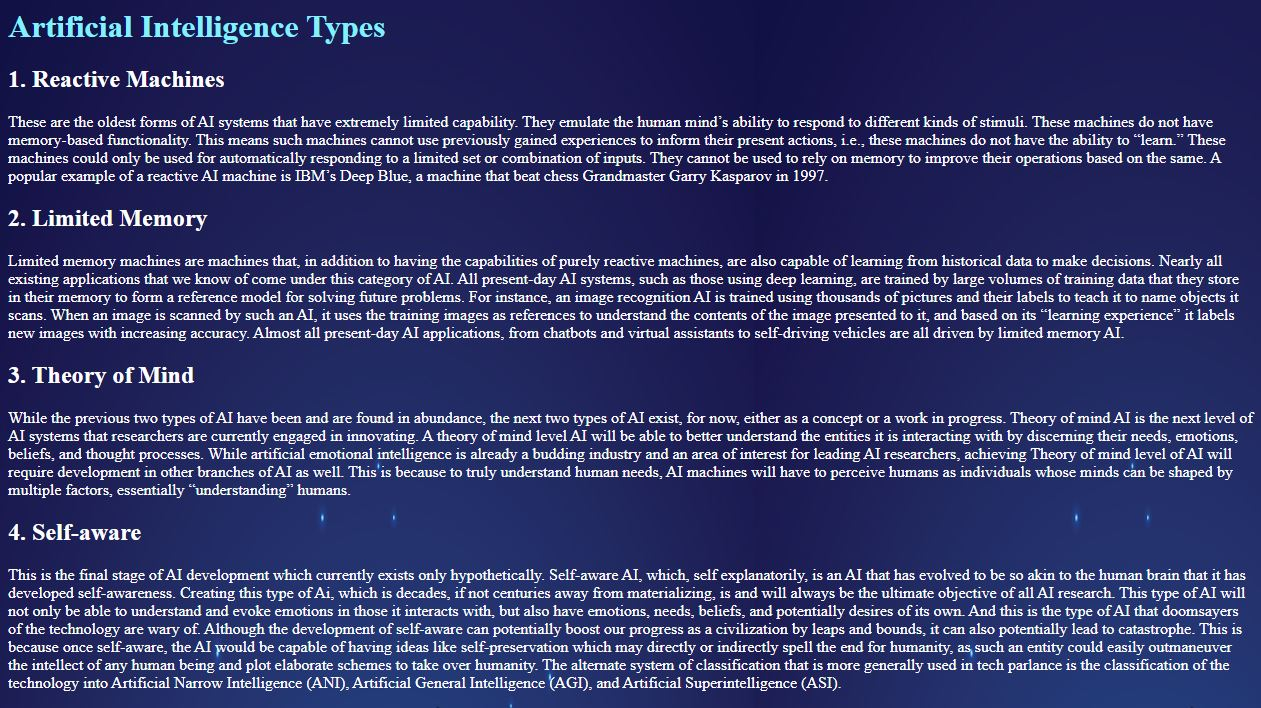 Artificial Intelligence Types
1. Reactive Machines
These are the oldest forms of AI systems that have extremely limited capability. They emulate the human mind’s ability to respond to different kinds of stimuli. These machines do not have
memory-based functionality. This means such machines cannot use previously gained experiences to inform their present actions, i.e., these machines do not have the ability to “learn.” These
machines could only be used for automatically responding to a limited set or combination of inputs. They cannot be used to rely on memory to improve their operations based on the same. A
popular example of a reactive AI machine is IBM’s Deep Blue, a machine that beat chess Grandmaster Garry Kasparov in 1997.
2. Limited Memory
Limited memory machines are machines that, in addition to having the capabilities of purely reactive machines, are also capable of learning from historical data to make decisions. Nearly all
existing applications that we know of come under this category of AI. All present-day AI systems, such as those using deep learning, are trained by large volumes of training data that they store
in their memory to form a reference model for solving future problems. For instance, an image recognition AI is trained using thousands of pictures and their labels to teach it to name objects it
scans. When an image is scanned by such an AI, it uses the training images as references to understand the contents of the image presented to it, and based on its “learning experience” it labels
new images with increasing accuracy. Almost all present-day AI applications, from chatbots and virtual assistants to self-driving vehicles are all driven by limited memory AI.
3. Theory of Mind
While the previous two types of AI have been and are found in abundance, the next two types of AI exist, for now, either as a concept or a work in progress. Theory of mind AI is the next level of
AI systems that researchers are currently engaged in innovating. A theory of mind level AI will be able to better understand the entities it is interacting with by discerning their needs, emotions,
beliefs, and thought processes. While artificial emotional intelligence is already a budding industry and an area of interest for leading AI researchers, achieving Theory of mind level of AI will
require development in other branches of AI as well. This is because to truly understand human needs, AI machines will have to perceive humans as individuals whose minds can be shaped by
multiple factors, essentially “understanding” humans.
4. Self-aware
This is the final stage of AI development which currently exists only hypothetically. Self-aware AI, which, self explanatorily, is an AI that has evolved to be so akin to the human brain that it has
developed self-awareness. Creating this type of Ai, which is decades, if not centuries away from materializing, is and will always be the ultimate objective of all AI research. This type of AI will
not only be able to understand and evoke emotions in those it interacts with, but also have emotions, needs, beliefs, and potentially desires of its own. And this is the type of AI that doomsayers
of the technology are wary of. Although the development of self-aware can potentially boost our progress as a civilization by leaps and bounds, it can also potentially lead to catastrophe. This is
because once self-aware, the AI would be capable of having ideas like self-preservation which may directly or indirectly spell the end for humanity, as such an entity could easily outmaneuver
the intellect of any human being and plot elaborate schemes to take over humanity. The alternate system of classification that is more generally used in tech parlance is the classification of the
technology into Artificial Narrow Intelligence (ANI), Artificial General Intelligence (AGI), and Artificial Superintelligence (ASI).